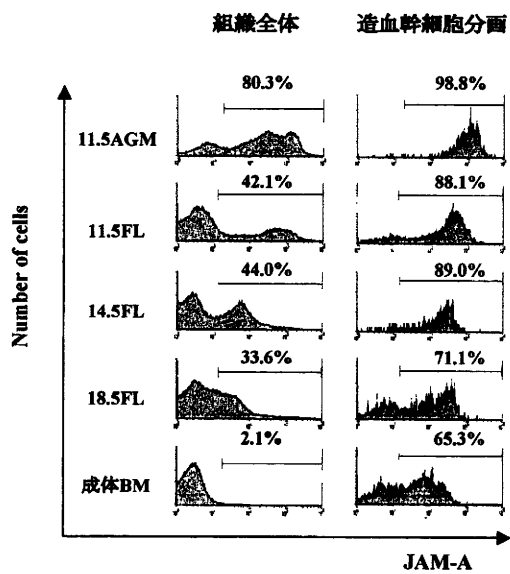 組織全体 造血幹細胞分画
80.3% 98.8%
11.5AGM
42.1% 88.1%
11.5FL
44.0% 89.0%
14.5FL
33.6% 71.1%
18.5FL
2.1% 65.3%
成体BM
Number of cells
JAM-A